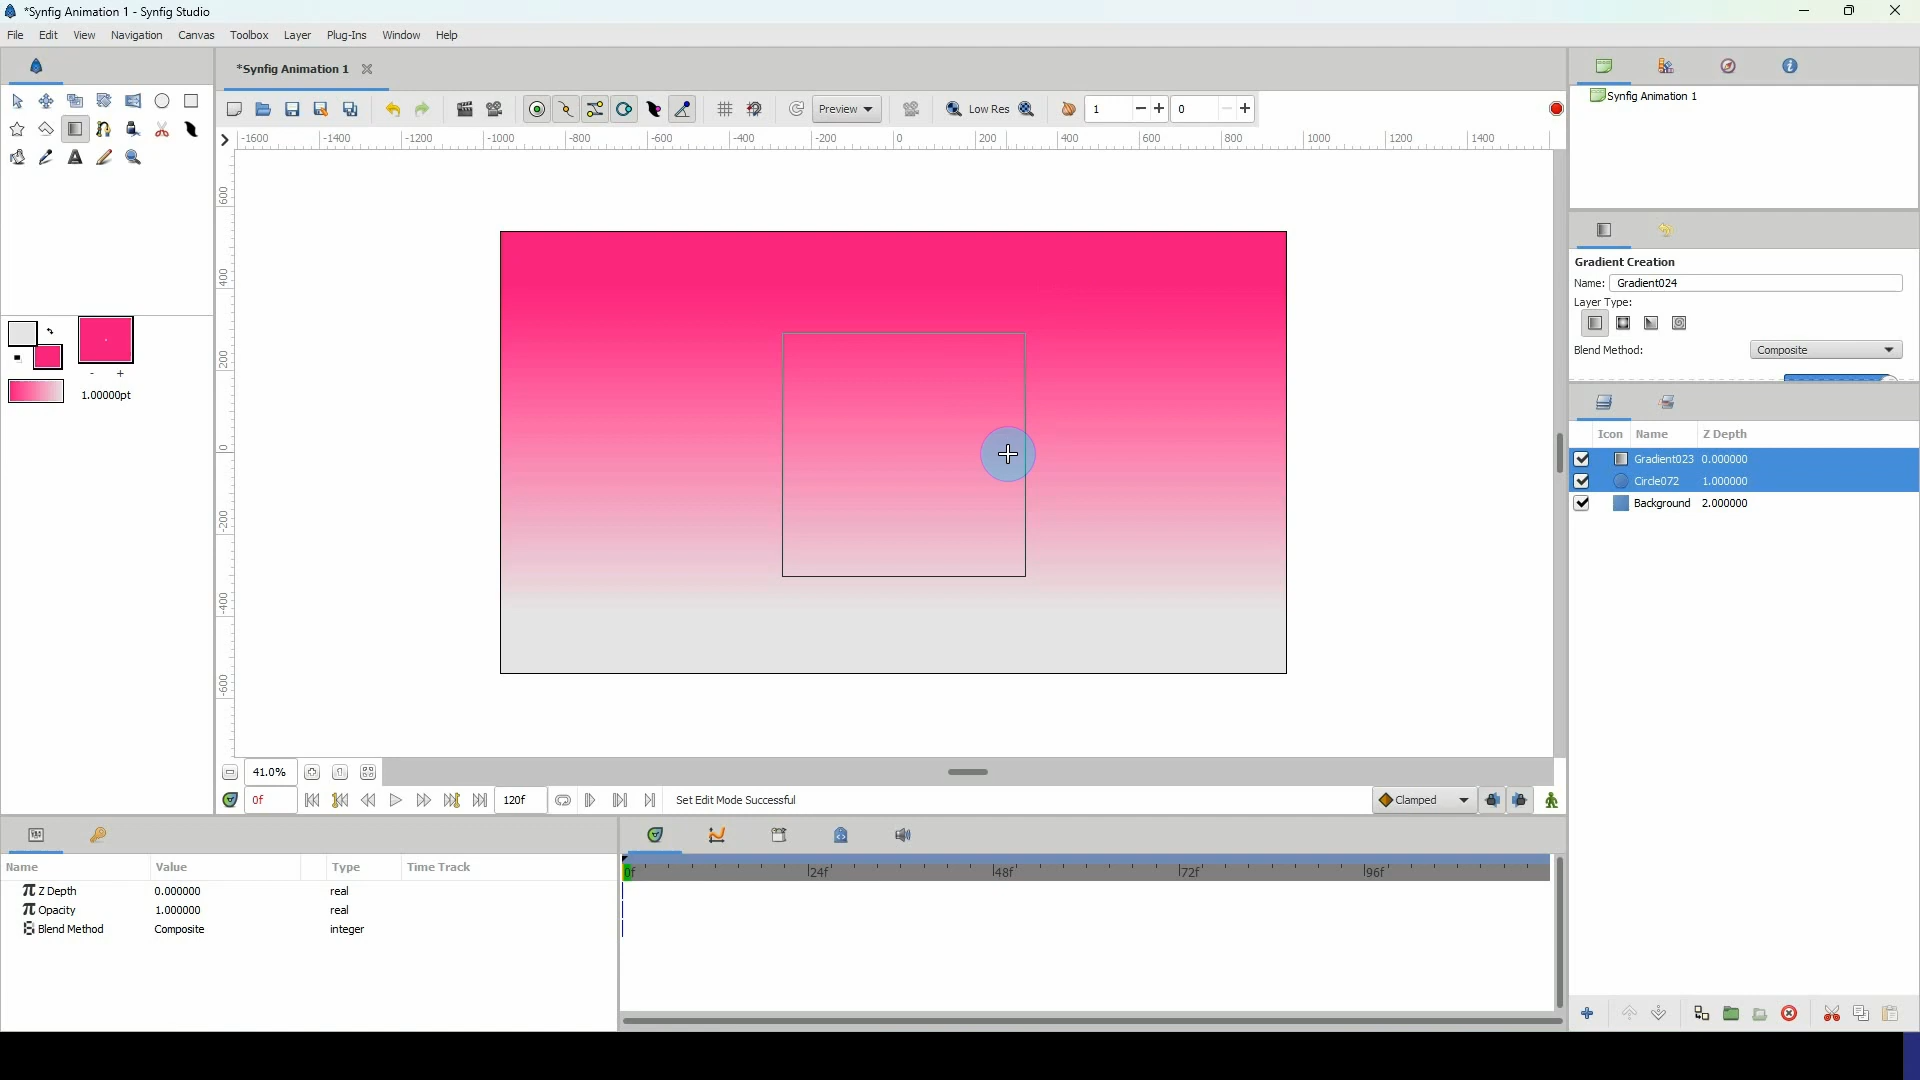 *Synfig Animation 1 - Synfig Studio
File Edit View Navigation Canvas Toolbox Layer Plug-Ins Window Help
*Synfig Animation 1
Preview Low Res 1 0
-1600 -1400 -1200 -1000 -800 -600 -400 -200 0 200 400 600 800 1000 1200 1400
600
400
200
0
-200
-400
-600
- +
1.00000pt
Synfig Animation 1
Gradient Creation
Name: Gradient024
Layer Type:
Blend Method: Composite
Icon Name Z Depth
Gradient023 0.000000
Circle072 1.000000
Background 2.000000
41.0%
0f 120f Set Edit Mode Successful Clamped
Name Value Type Time Track
Z Depth 0.000000 real
Opacity 1.000000 real
Blend Method Composite integer
0f 24f 48f 72f 96f